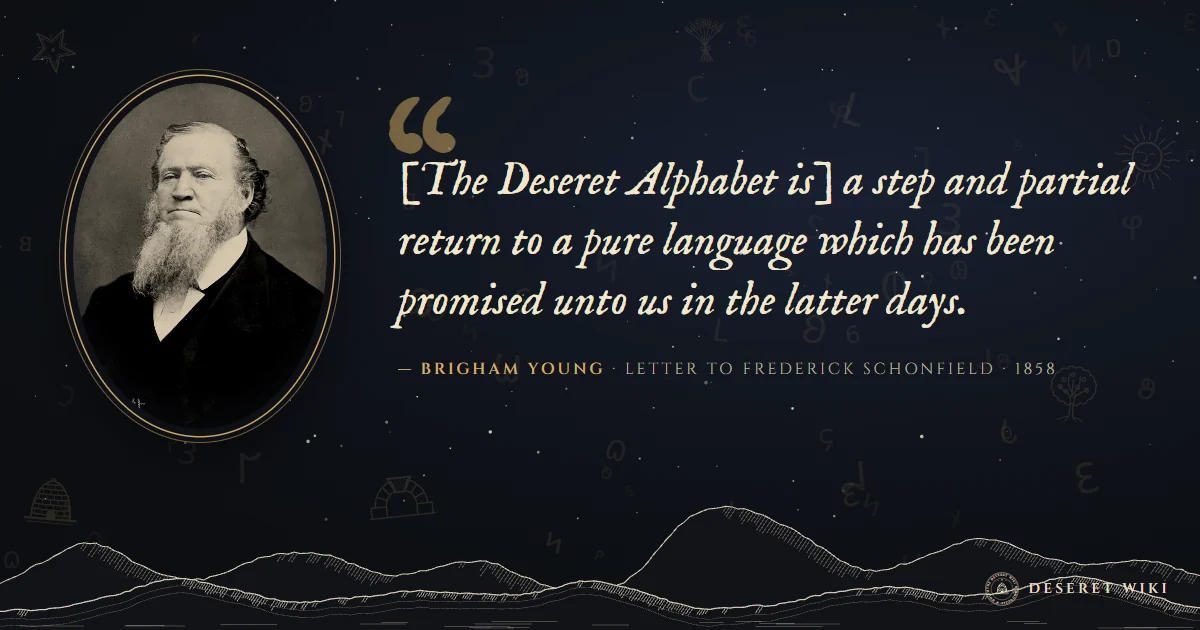 “
[The Deseret Alphabet is] a step and partial
return to a pure language which has been
promised unto us in the latter days.
— BRIGHAM YOUNG · LETTER TO FREDERICK SCHONFIELD · 1858
DESERET WIKI